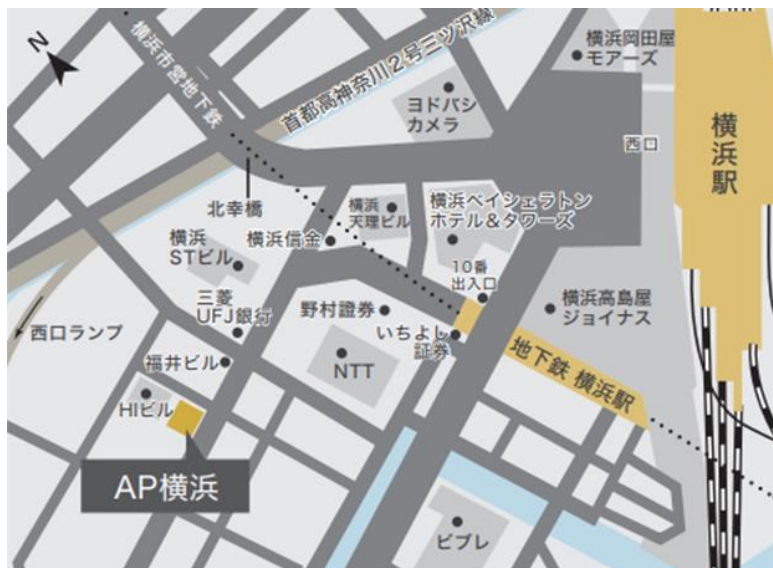 N
横浜市営地下鉄
首都高神奈川2号三ツ沢線
横浜岡田屋
モアーズ
ヨドバシ
カメラ
西口
横浜駅
北幸橋
横浜
天理ビル
横浜ベイシェラトン
ホテル&タワーズ
横浜
STビル
横浜信金
10番
出入口
三菱
UFJ銀行
野村證券
横浜高島屋
ジョイナス
西口ランプ
いちよし
証券
福井ビル
NTT
地下鉄 横浜駅
HIビル
AP横浜
ビブレ